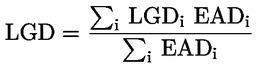 LGD = ∑i LGDi EADi / ∑i EADi